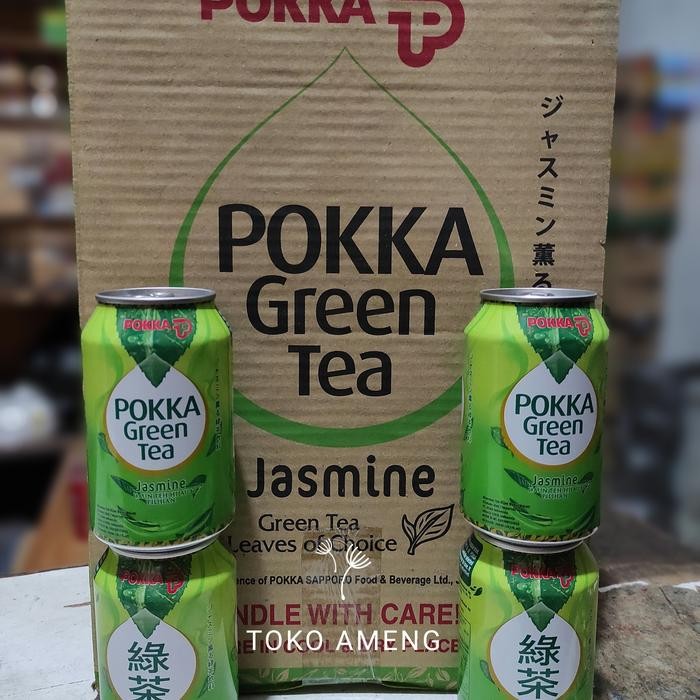 POKKA
ジャスミン薫る
POKKA
Green
Tea
Jasmine
Green Tea
Leaves of Choice
ence of POKKA SAPPORO Food & Beverage Ltd.,
NDLE WITH CARE!
TOKO AMENG
POKKA
POKKA
Green
Tea
Jasmine
POKKA
綠
茶
POKKA
POKKA
Green
Tea
Jasmine
POKKA
綠
茶